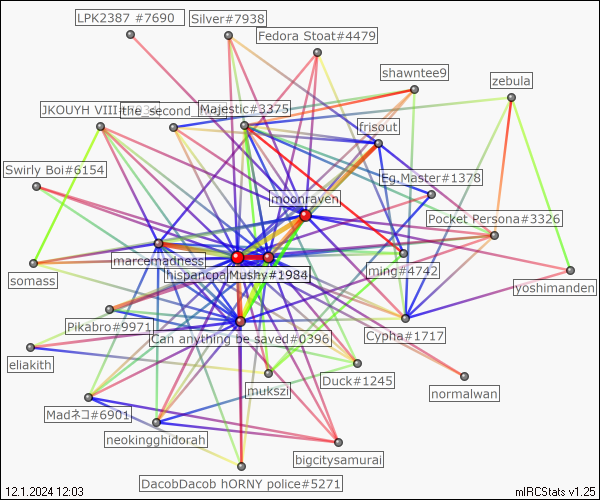 LPK2387 #7690
Silver#7938
Fedora Stoat#4479
shawntee9
zebula
JKOUYH VIII
the_second_
Majestic#3375
frisout
Swirly Boi#6154
Eg.Master#1378
moonraven
Pocket Persona#3326
marcemadness
hispancpa
Mushy#1984
ming#4742
somass
yoshimanden
Pikabro#9971
Can anything be saved#0396
Cypha#1717
eliakith
mukszi
Duck#1245
normalwan
Madネコ#6901
neokingghidorah
bigcitysamurai
DacobDacob hORNY police#5271
12.1.2024 12:03
mIRCStats v1.25